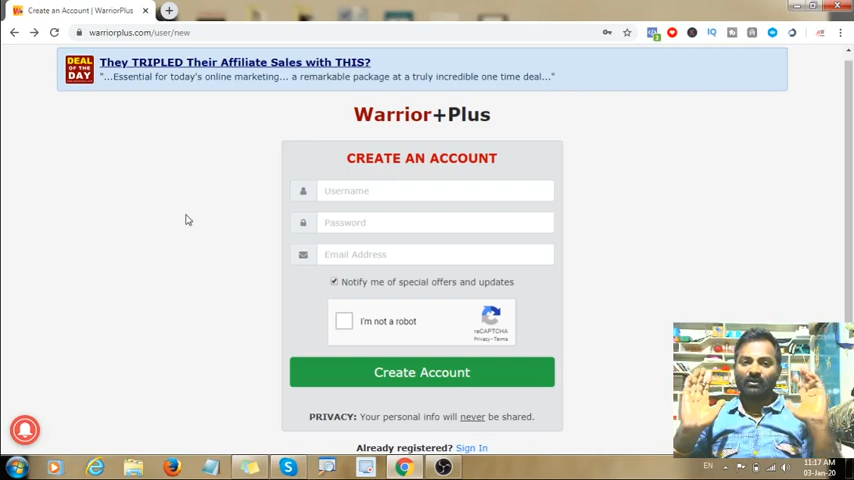 Create an Account | WarriorPlus
warriorplus.com/user/new
DEAL OF THE DAY
They TRIPLED Their Affiliate Sales with THIS?
"...Essential for today's online marketing... a remarkable package at a truly incredible one time deal..."
Warrior+Plus
CREATE AN ACCOUNT
Username
Password
Email Address
Notify me of special offers and updates
I'm not a robot
reCAPTCHA
Privacy - Terms
Create Account
PRIVACY: Your personal info will never be shared.
Already registered? Sign In
EN
11:17 AM
03-Jan-20